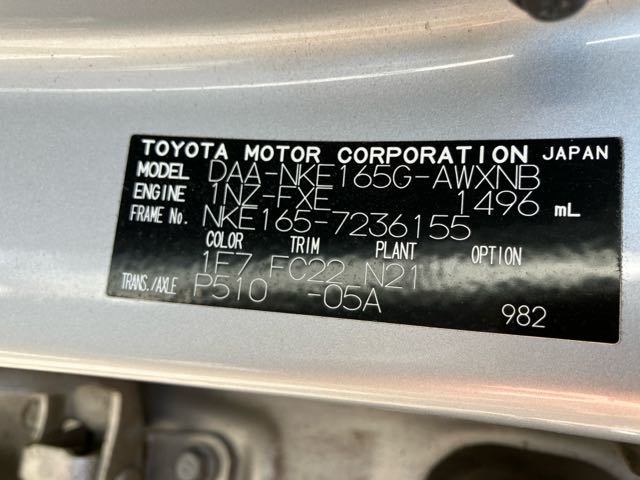 TOYOTA MOTOR CORPORATION JAPAN
MODEL DAA-NKE165G-AWXNB
ENGINE 1NZ-FXE 1496 mL
FRAME No. NKE165-7236155
COLOR TRIM PLANT OPTION
1F7 FC22 N21
TRANS./AXLE P510 -05A
982